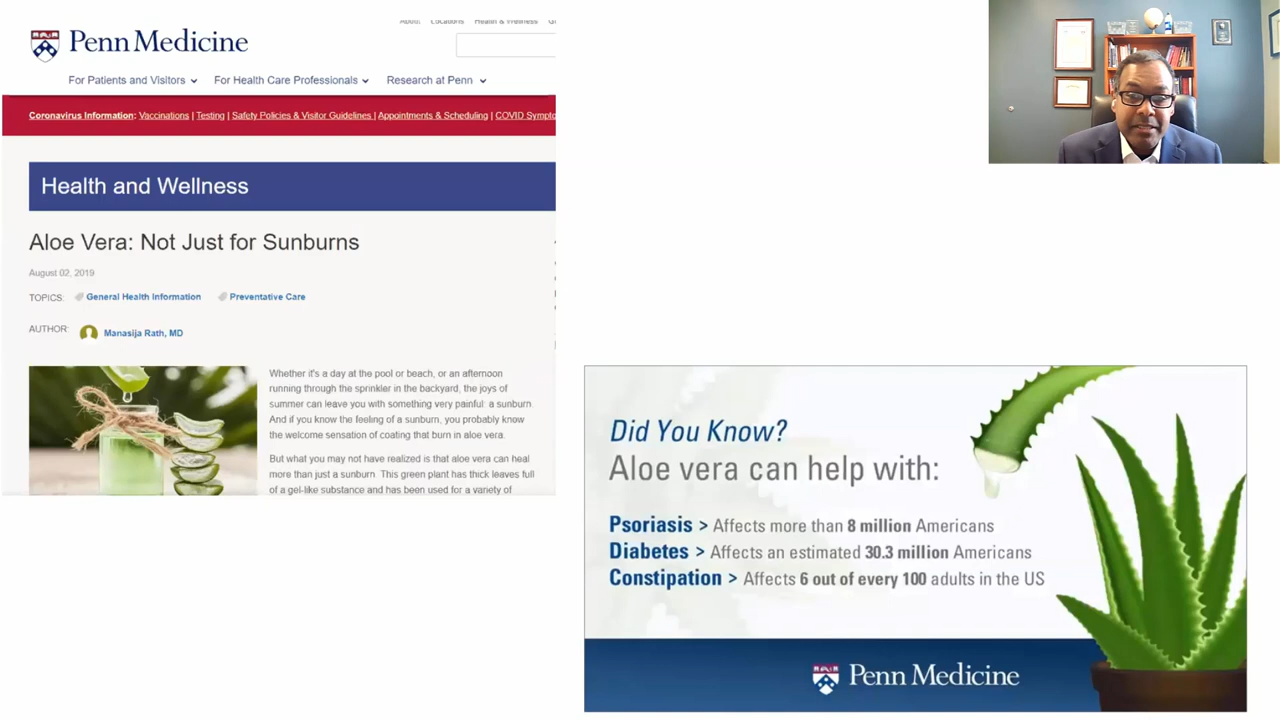 About Locations Health & Wellness
Penn Medicine
For Patients and Visitors For Health Care Professionals Research at Penn
Coronavirus Information: Vaccinations | Testing | Safety Policies & Visitor Guidelines | Appointments & Scheduling | COVID Sympto
Health and Wellness
Aloe Vera: Not Just for Sunburns
August 02, 2019
TOPICS: General Health Information Preventative Care
AUTHOR: Manasija Rath, MD
Whether it's a day at the pool or beach, or an afternoon
running through the sprinkler in the backyard, the joys of
summer can leave you with something very painful: a sunburn
And if you know the feeling of a sunburn, you probably know
the welcome sensation of coating that burn in aloe vera.
But what you may not have realized is that aloe vera can heal
more than just a sunburn. This green plant has thick leaves full
of a gel-like substance and has been used for a variety of
Did You Know?
Aloe vera can help with:
Psoriasis > Affects more than 8 million Americans
Diabetes > Affects an estimated 30.3 million Americans
Constipation > Affects 6 out of every 100 adults in the US
Penn Medicine